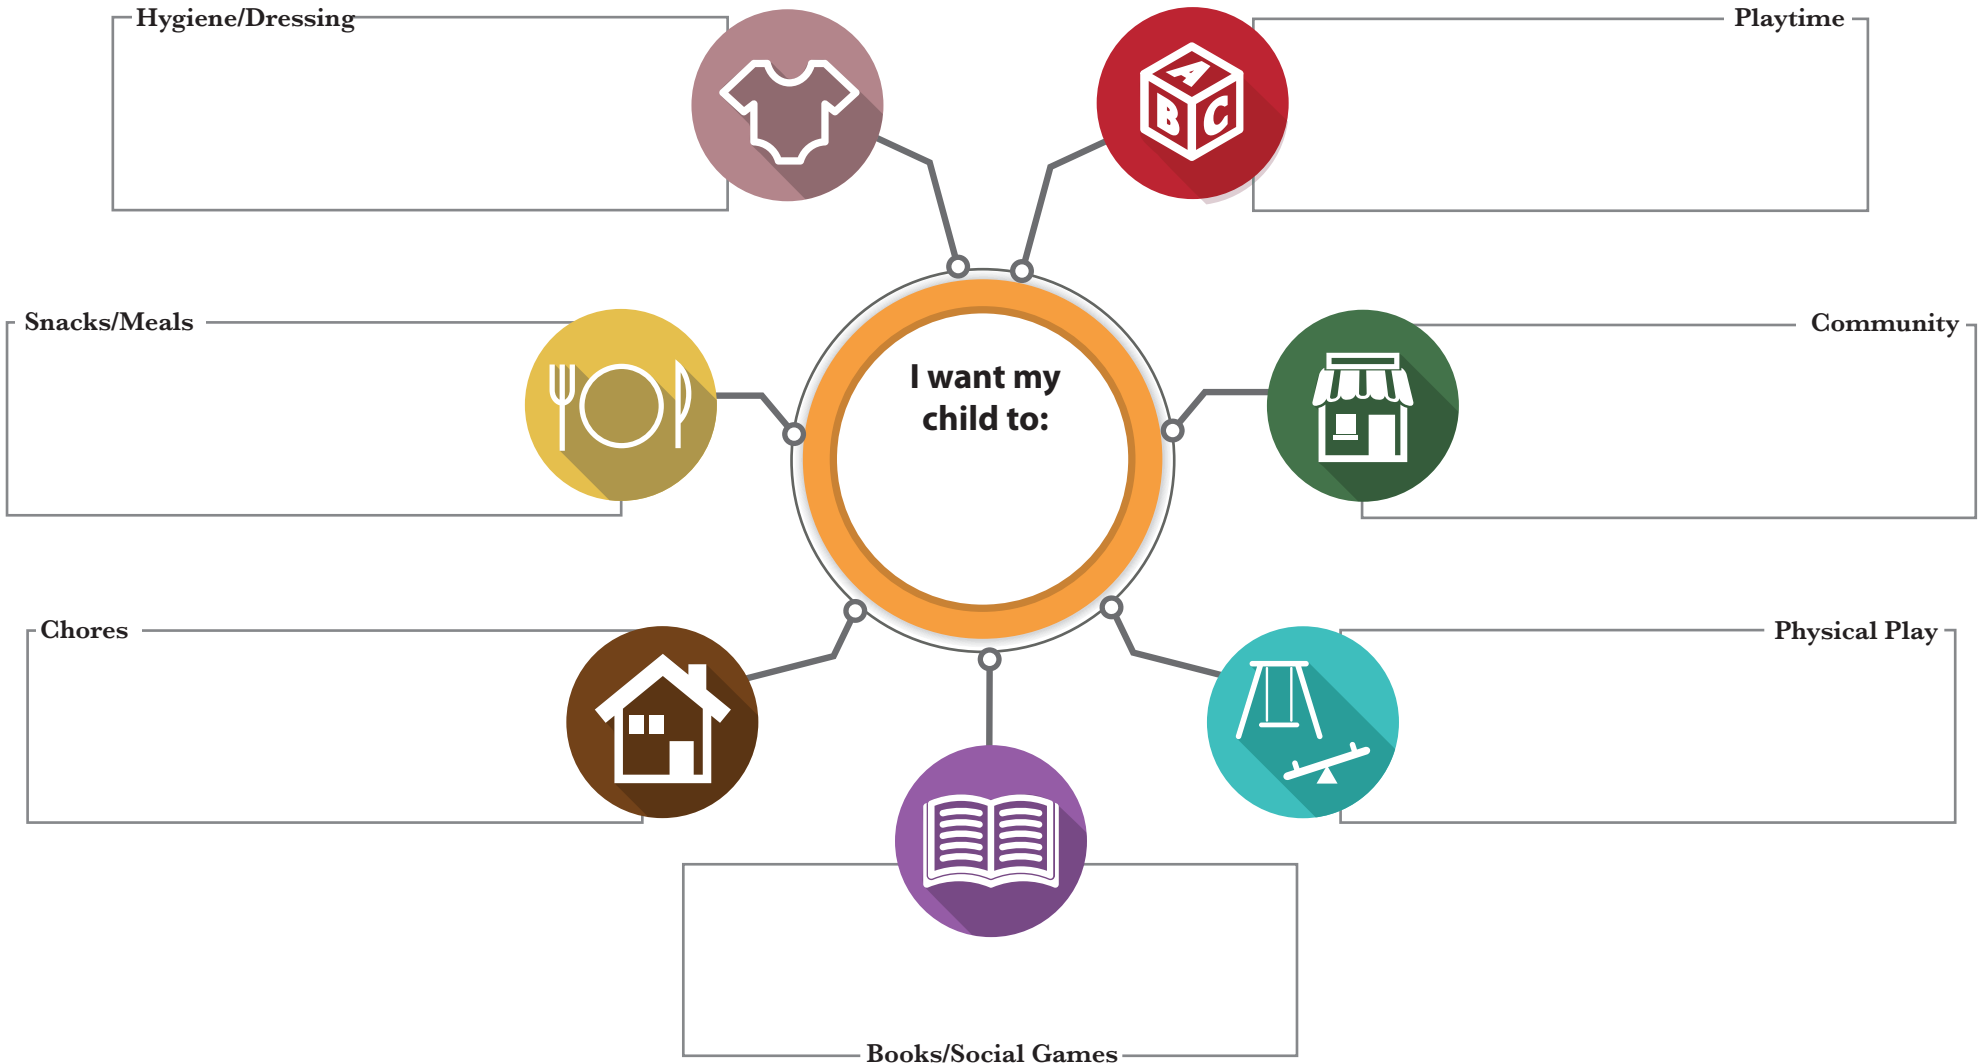 Hygiene/Dressing
Playtime
A
B C
Snacks/Meals
Community
I want my
child to:
Chores
Physical Play
Books/Social Games